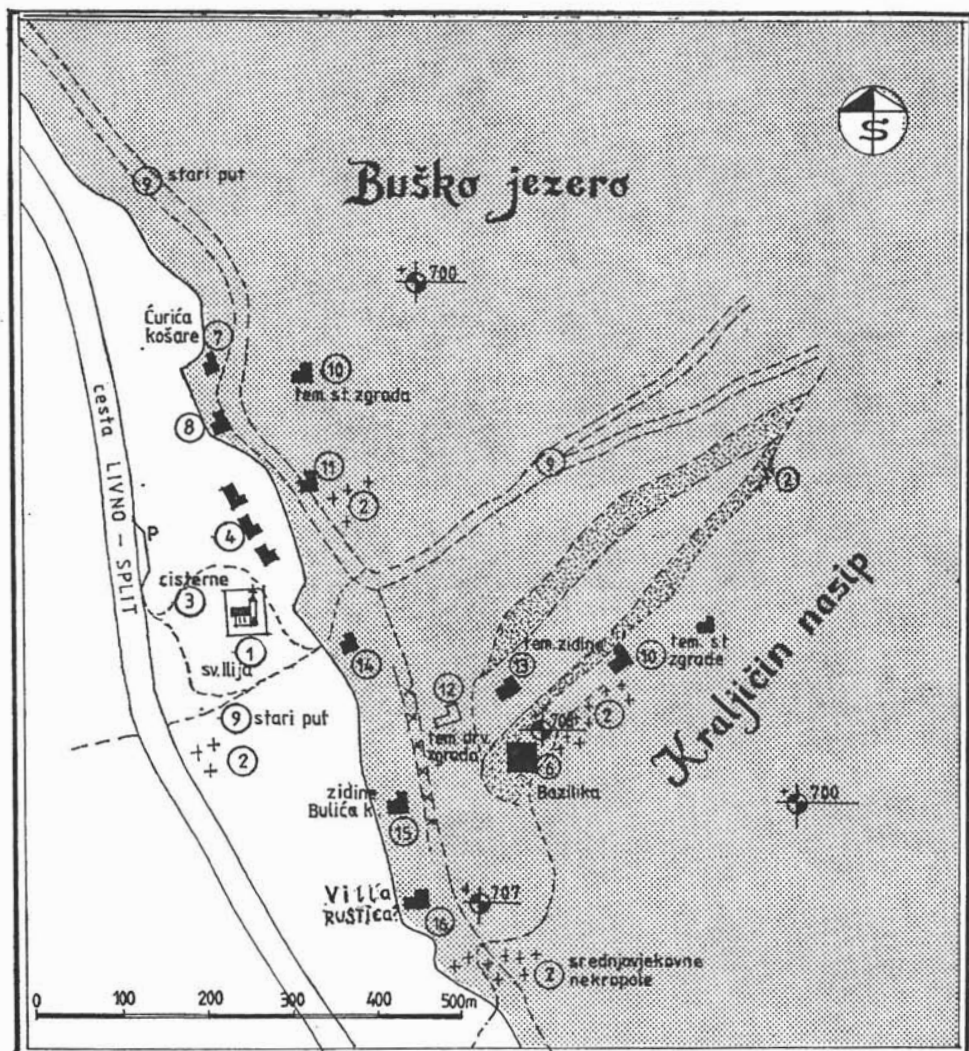 S
9 stari put
Buško jezero
+ 700
Ćurića
košare
7
10
tem. st. zgrada
8
11
2
9
2
cesta LIVNO – SPLIT
P
4
cisterne
3
1
sv. Ilija
14
9 stari put
2
12
tem. drv.
zgrada
tem. zidine
13
10 tem. st.
zgrade
2
6
Bazilika
Kraljičin nasip
+ 700
zidine
Bulića k.
15
Villa
RUSTICA?
16
707
2 srednjovjekovne
nekropole
0 100 200 300 400 500m